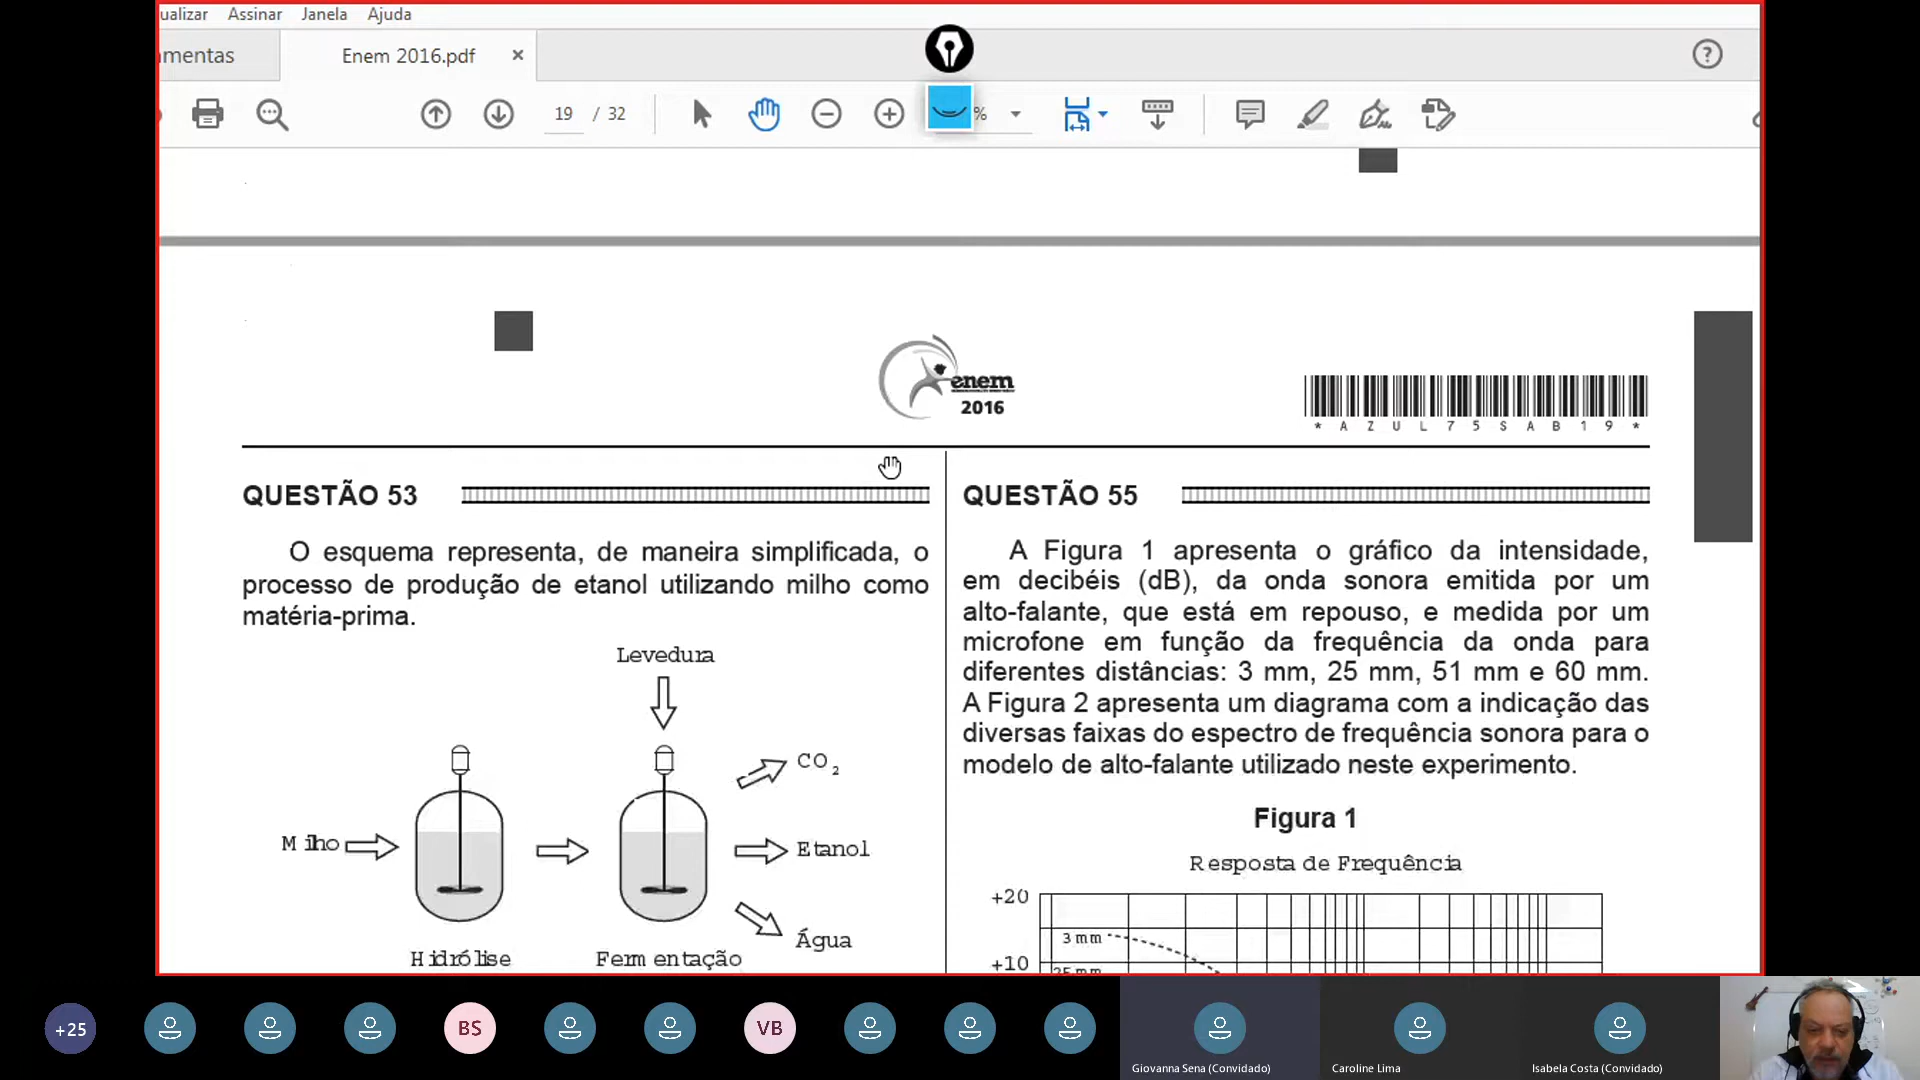 ualizar Assinar Janela Ajuda
amentas Enem 2016.pdf ×
19 / 32 %
enem
2016
* A Z U L 7 5 S A B 1 9 *
QUESTÃO 53
O esquema representa, de maneira simplificada, o
processo de produção de etanol utilizando milho como
matéria-prima.
Levedura
CO2
Milho
Etanol
Água
Hidrólise Fermentação
QUESTÃO 55
A Figura 1 apresenta o gráfico da intensidade,
em decibéis (dB), da onda sonora emitida por um
alto-falante, que está em repouso, e medida por um
microfone em função da frequência da onda para
diferentes distâncias: 3 mm, 25 mm, 51 mm e 60 mm.
A Figura 2 apresenta um diagrama com a indicação das
diversas faixas do espectro de frequência sonora para o
modelo de alto-falante utilizado neste experimento.
Figura 1
Resposta de Frequência
+20
3 mm
+10
25 mm
+25 BS VB
Giovanna Sena (Convidado) Caroline Lima Isabela Costa (Convidado)